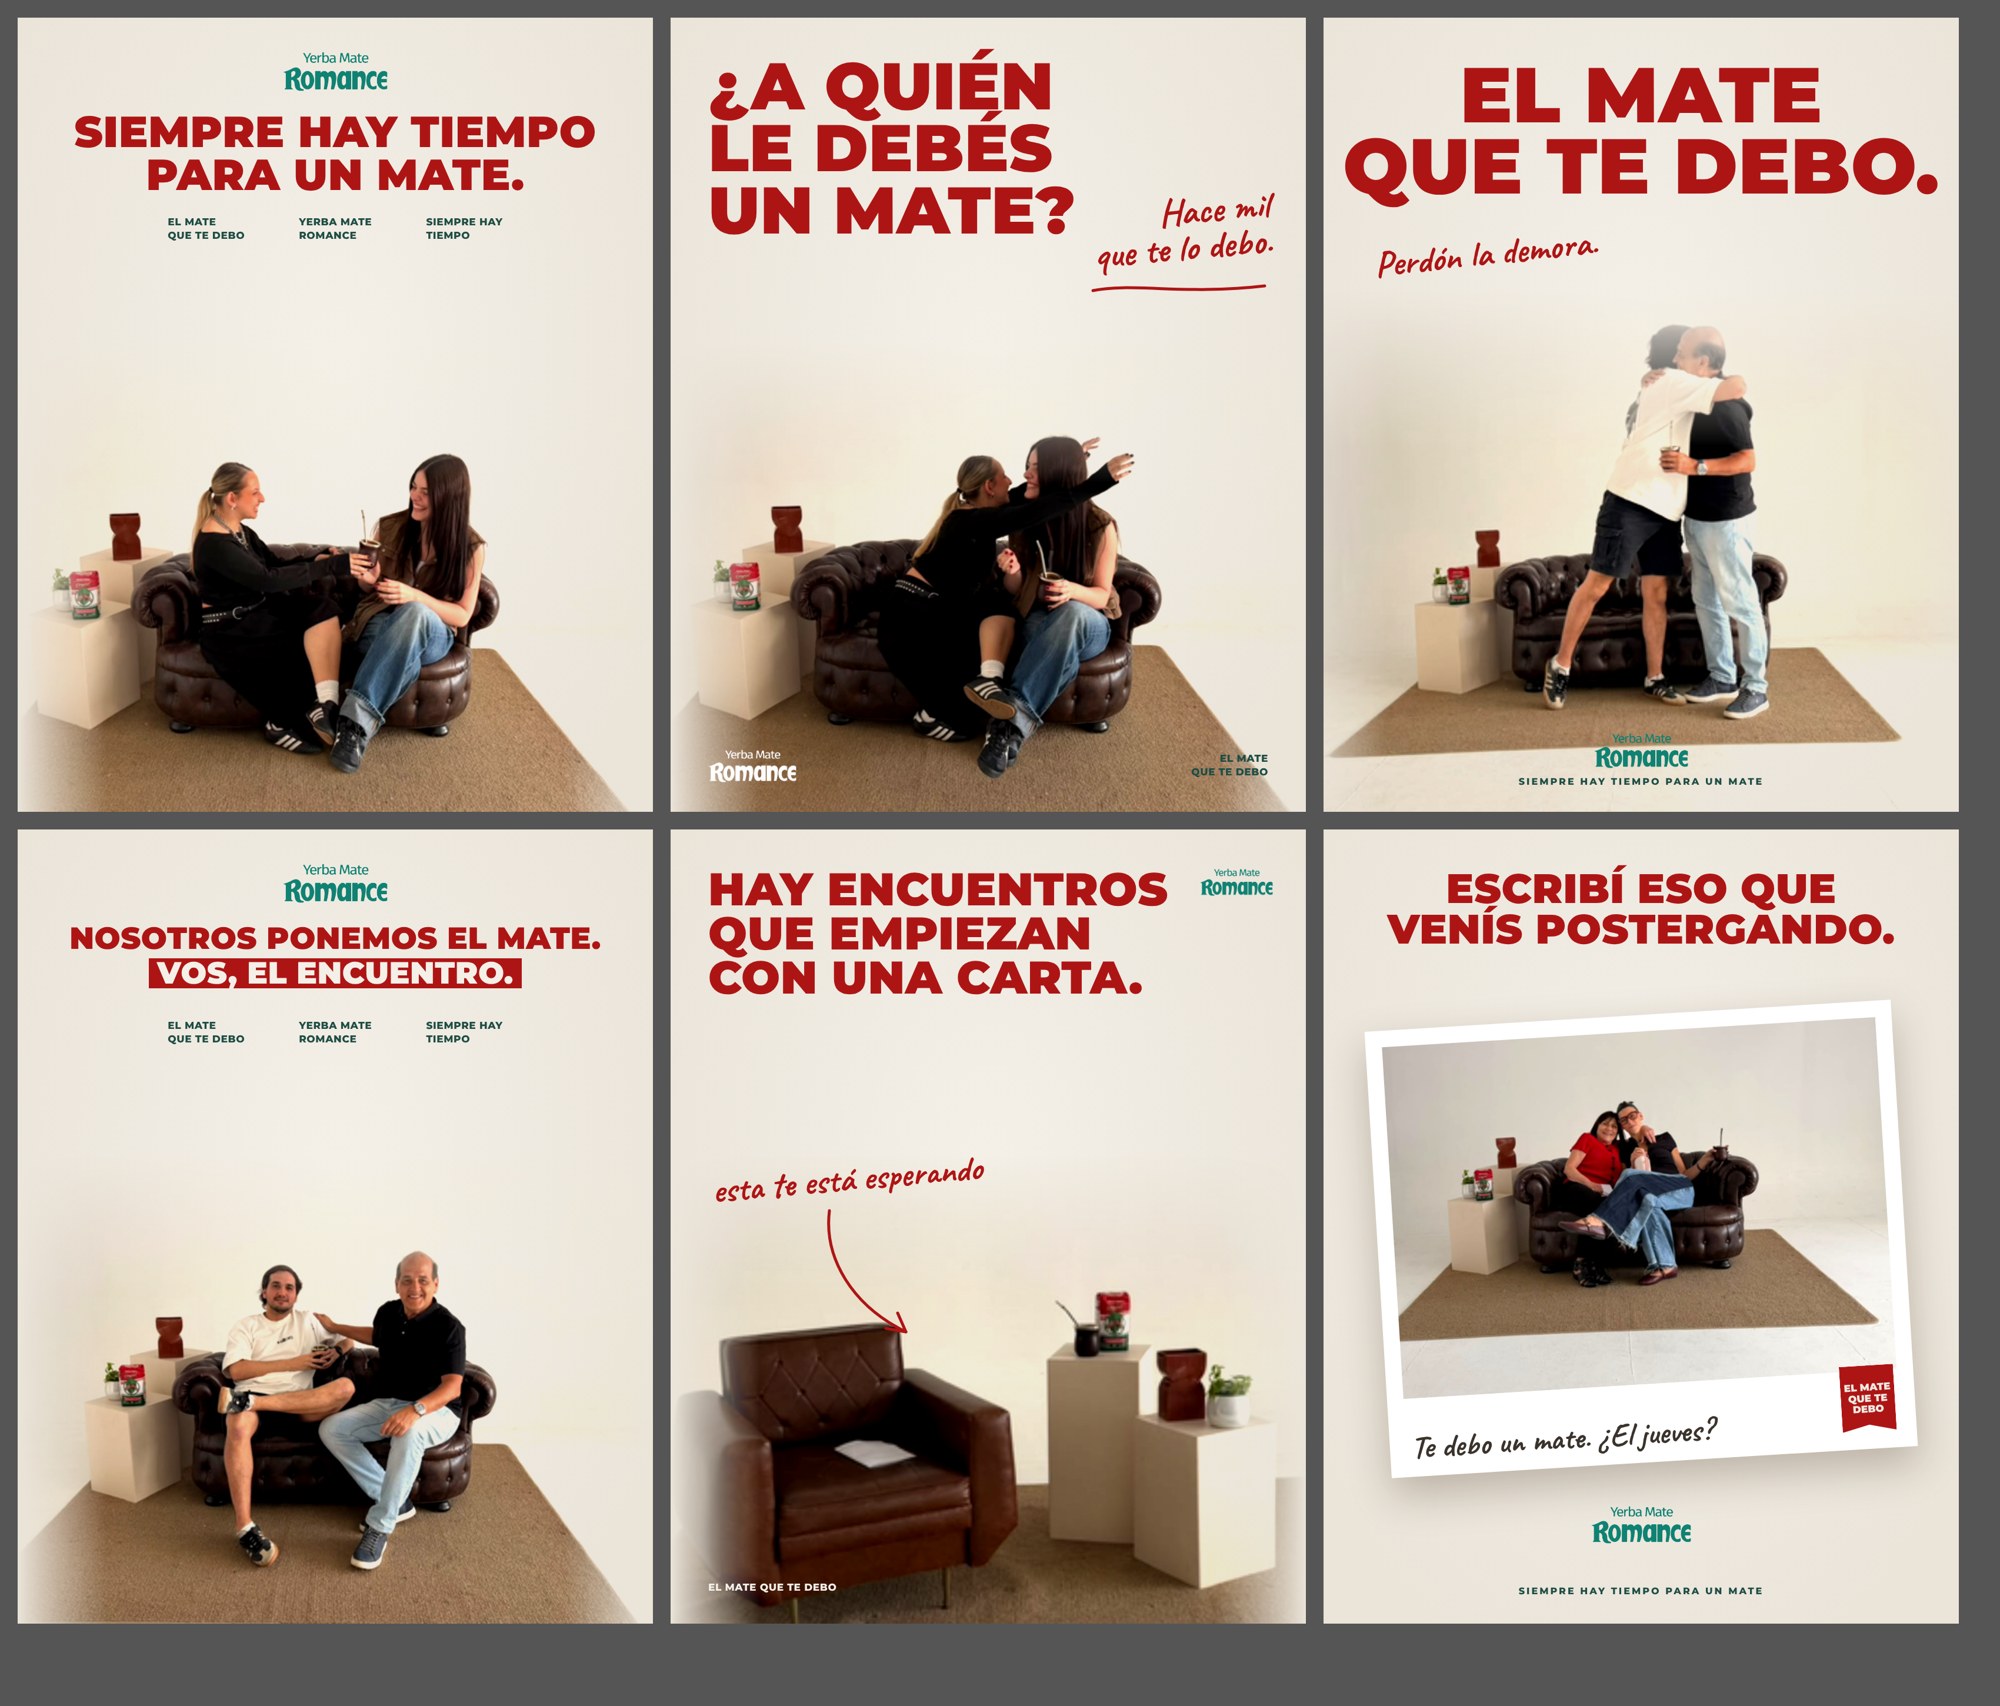 Yerba Mate
Romance
SIEMPRE HAY TIEMPO
PARA UN MATE.
EL MATE
QUE TE DEBO
YERBA MATE
ROMANCE
SIEMPRE HAY
TIEMPO
¿A QUIÉN
LE DEBÉS
UN MATE?
Hace mil
que te lo debo.
Yerba Mate
Romance
EL MATE
QUE TE DEBO
EL MATE
QUE TE DEBO.
Perdón la demora.
Yerba Mate
Romance
SIEMPRE HAY TIEMPO PARA UN MATE
Yerba Mate
Romance
NOSOTROS PONEMOS EL MATE.
VOS, EL ENCUENTRO.
EL MATE
QUE TE DEBO
YERBA MATE
ROMANCE
SIEMPRE HAY
TIEMPO
HAY ENCUENTROS
QUE EMPIEZAN
CON UNA CARTA.
Yerba Mate
Romance
esta te está esperando
EL MATE QUE TE DEBO
ESCRIBÍ ESO QUE
VENÍS POSTERGANDO.
EL MATE
QUE TE
DEBO
Te debo un mate. ¿El jueves?
Yerba Mate
Romance
SIEMPRE HAY TIEMPO PARA UN MATE